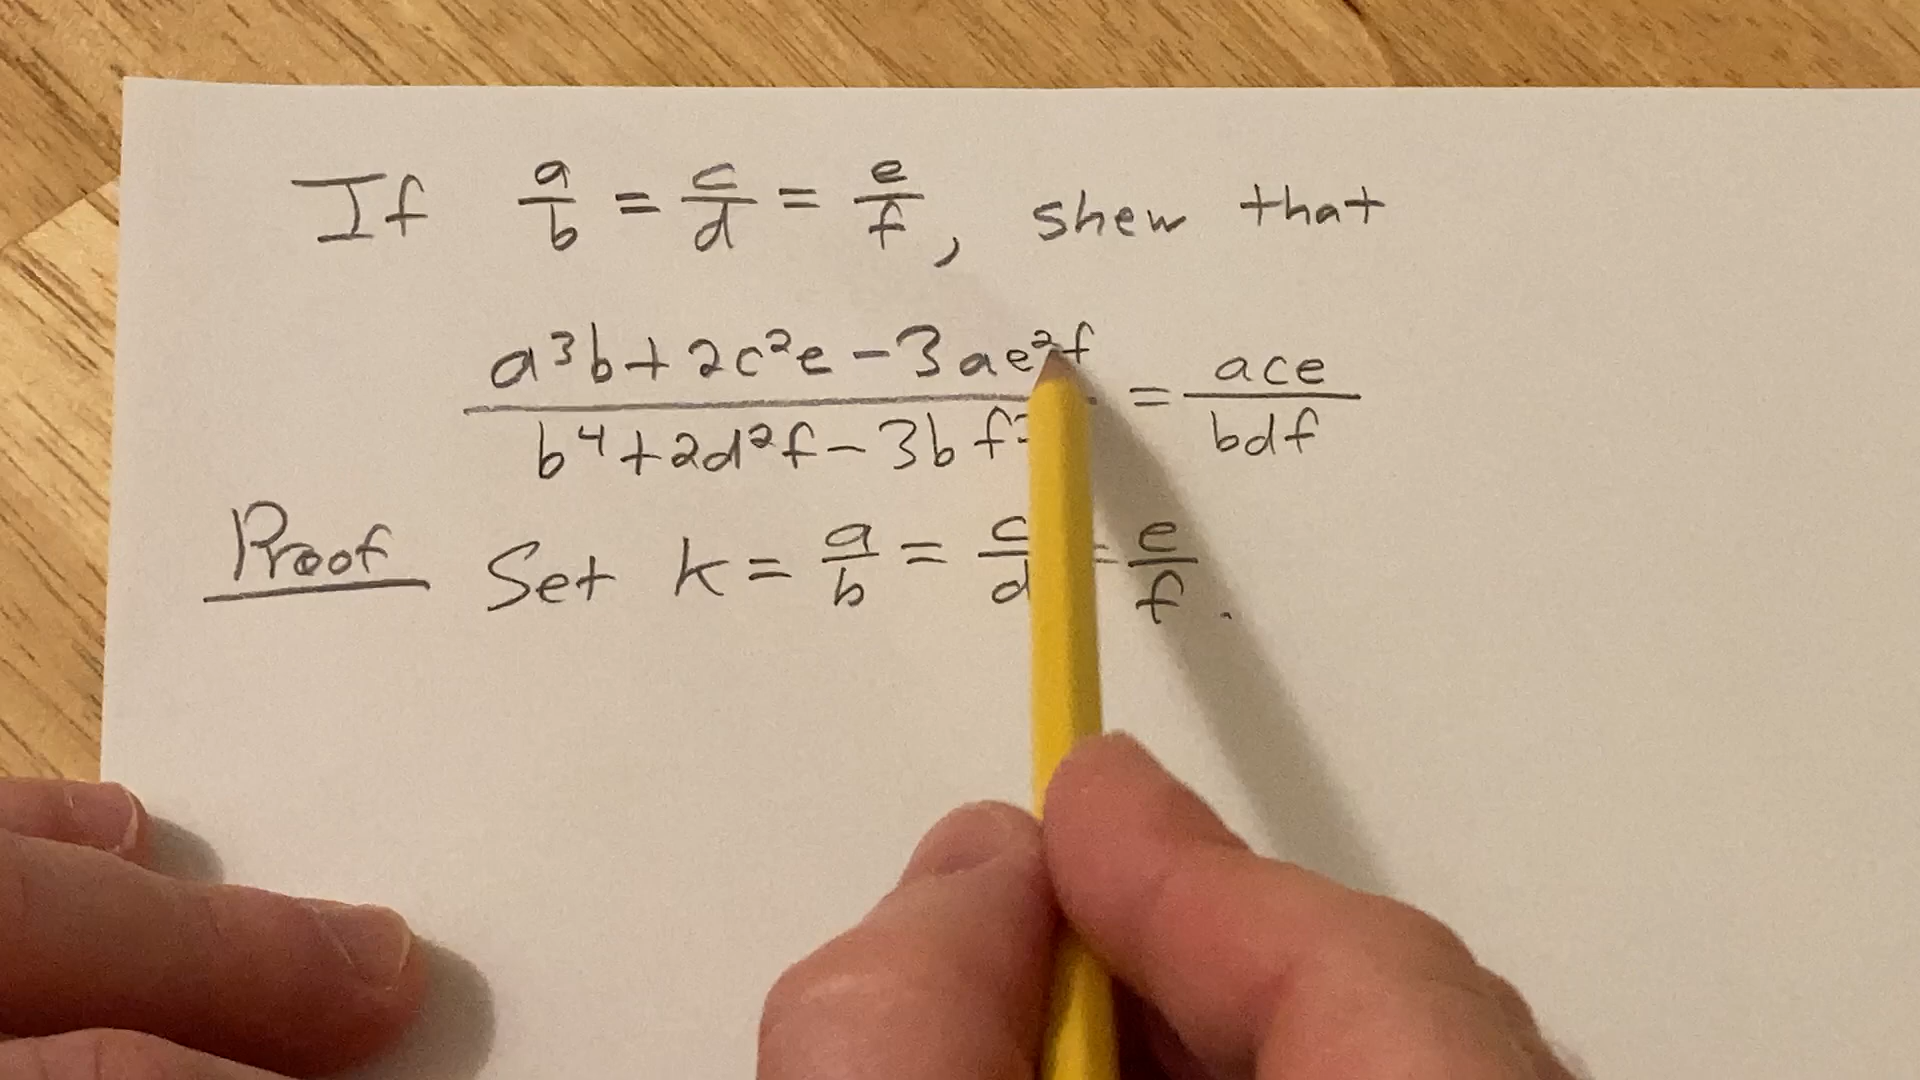 If a/b = c/d = e/f, shew that
(a³b+2c²e-3ae²f)/(b⁴+2d²f-3bf) = ace/bdf
Proof Set k = a/b = c/d = e/f.